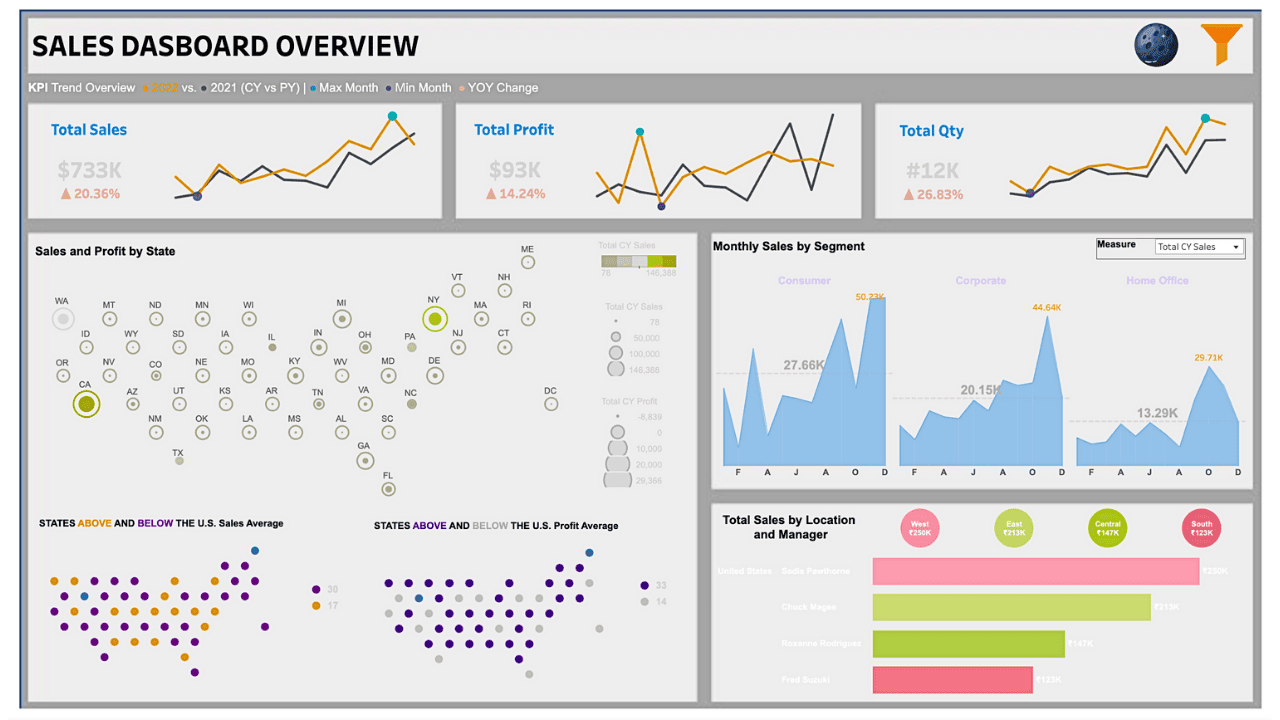 SALES DASBOARD OVERVIEW
KPI Trend Overview 2022 vs. 2021 (CY vs PY) | Max Month Min Month YOY Change
Total Sales
$733K
▲ 20.36%
Total Profit
$93K
▲ 14.24%
Total Qty
#12K
▲ 26.83%
Sales and Profit by State
ME
VT NH
WA MT ND MN WI MI NY MA RI
ID WY SD IA IL IN OH PA NJ CT
OR NV CO NE MO KY WV MD DE
CA AZ UT KS AR TN VA NC DC
NM OK LA MS AL SC
TX GA
FL
Total CY Sales
78 146,388
Total CY Sales
78
50,000
100,000
146,388
Total CY Profit
-8,839
0
10,000
20,000
29,366
STATES ABOVE AND BELOW THE U.S. Sales Average
30
17
STATES ABOVE AND BELOW THE U.S. Profit Average
33
14
Monthly Sales by Segment
Measure Total CY Sales
Consumer Corporate Home Office
50.23K
27.66K
44.64K
20.15K
29.71K
13.29K
F A J A O D F A J A O D F A J A O D
Total Sales by Location
and Manager
West
₹250K
East
₹213K
Central
₹147K
South
₹123K
United States Sadie Pawthorne ₹250K
Chuck Magee ₹213K
Roxanne Rodriguez ₹147K
Fred Suzuki ₹123K